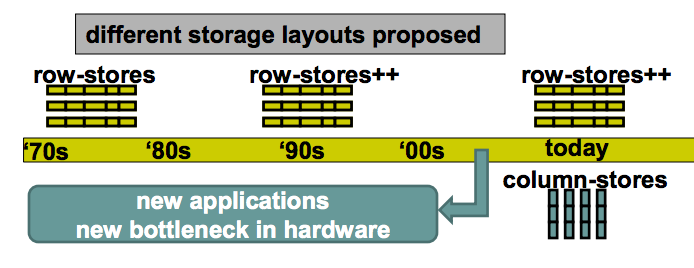 different storage layouts proposed
row-stores row-stores++ row-stores++
‘70s ‘80s ‘90s ‘00s today
column-stores
new applications
new bottleneck in hardware